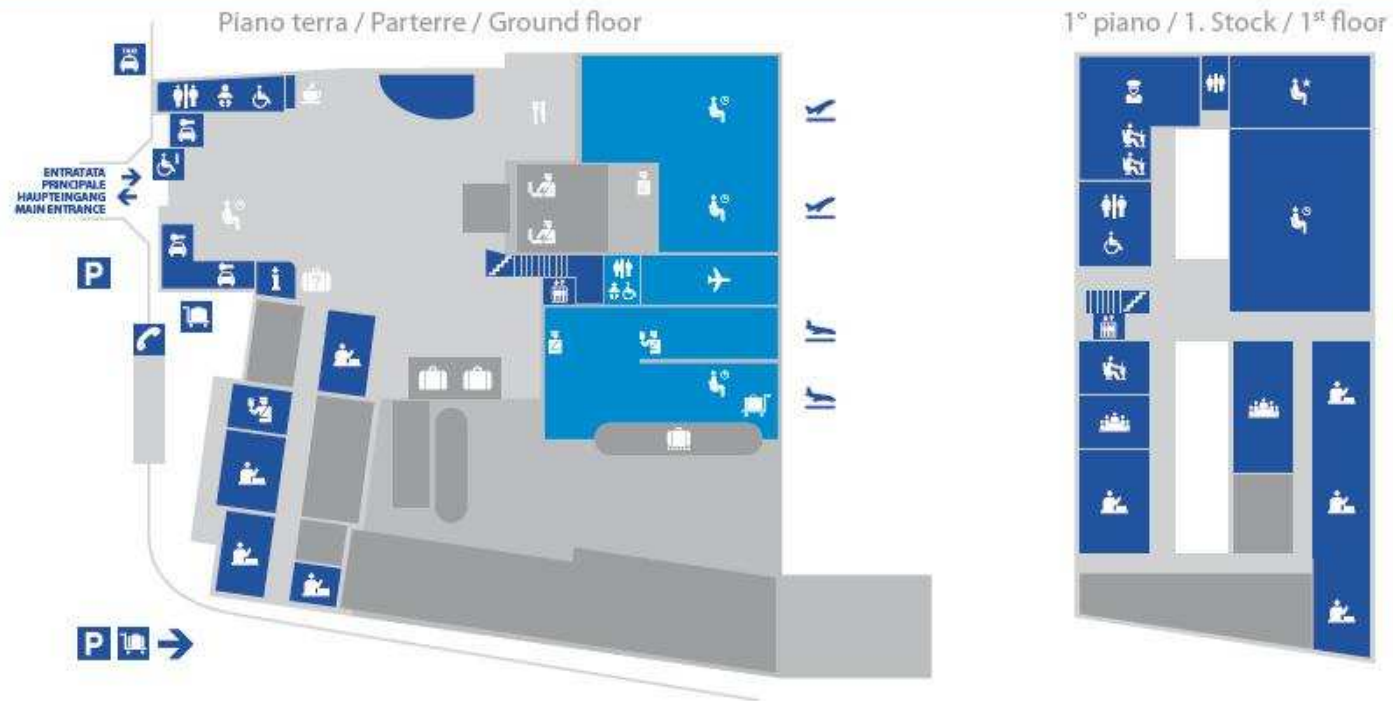 Piano terra / Parterre / Ground floor
1° piano / 1. Stock / 1st floor
TAXI
ENTRATATA
PRINCIPALE
HAUPTEINGANG
MAIN ENTRANCE
P
i
?
P